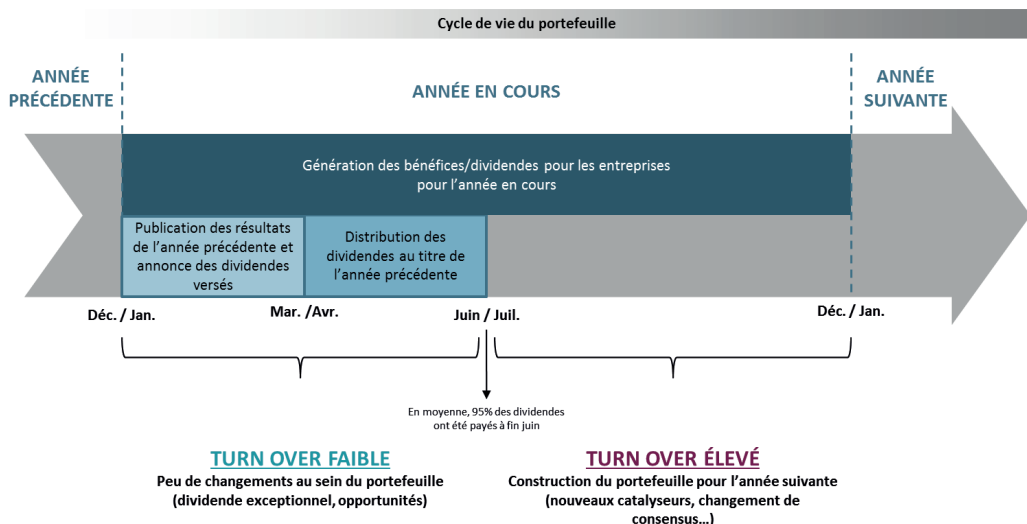 Cycle de vie du portefeuille
ANNÉE
PRÉCÉDENTE
ANNÉE EN COURS
ANNÉE
SUIVANTE
Génération des bénéfices/dividendes pour les entreprises
pour l'année en cours
Publication des résultats
de l'année précédente et
annonce des dividendes
versés
Distribution des
dividendes au titre de
l'année précédente
Déc. / Jan.
Mar. /Avr.
Juin / Juil.
Déc. / Jan.
En moyenne, 95% des dividendes
ont été payés à fin juin
TURN OVER FAIBLE
Peu de changements au sein du portefeuille
(dividende exceptionnel, opportunités)
TURN OVER ÉLEVÉ
Construction du portefeuille pour l'année suivante
(nouveaux catalyseurs, changement de
consensus…)